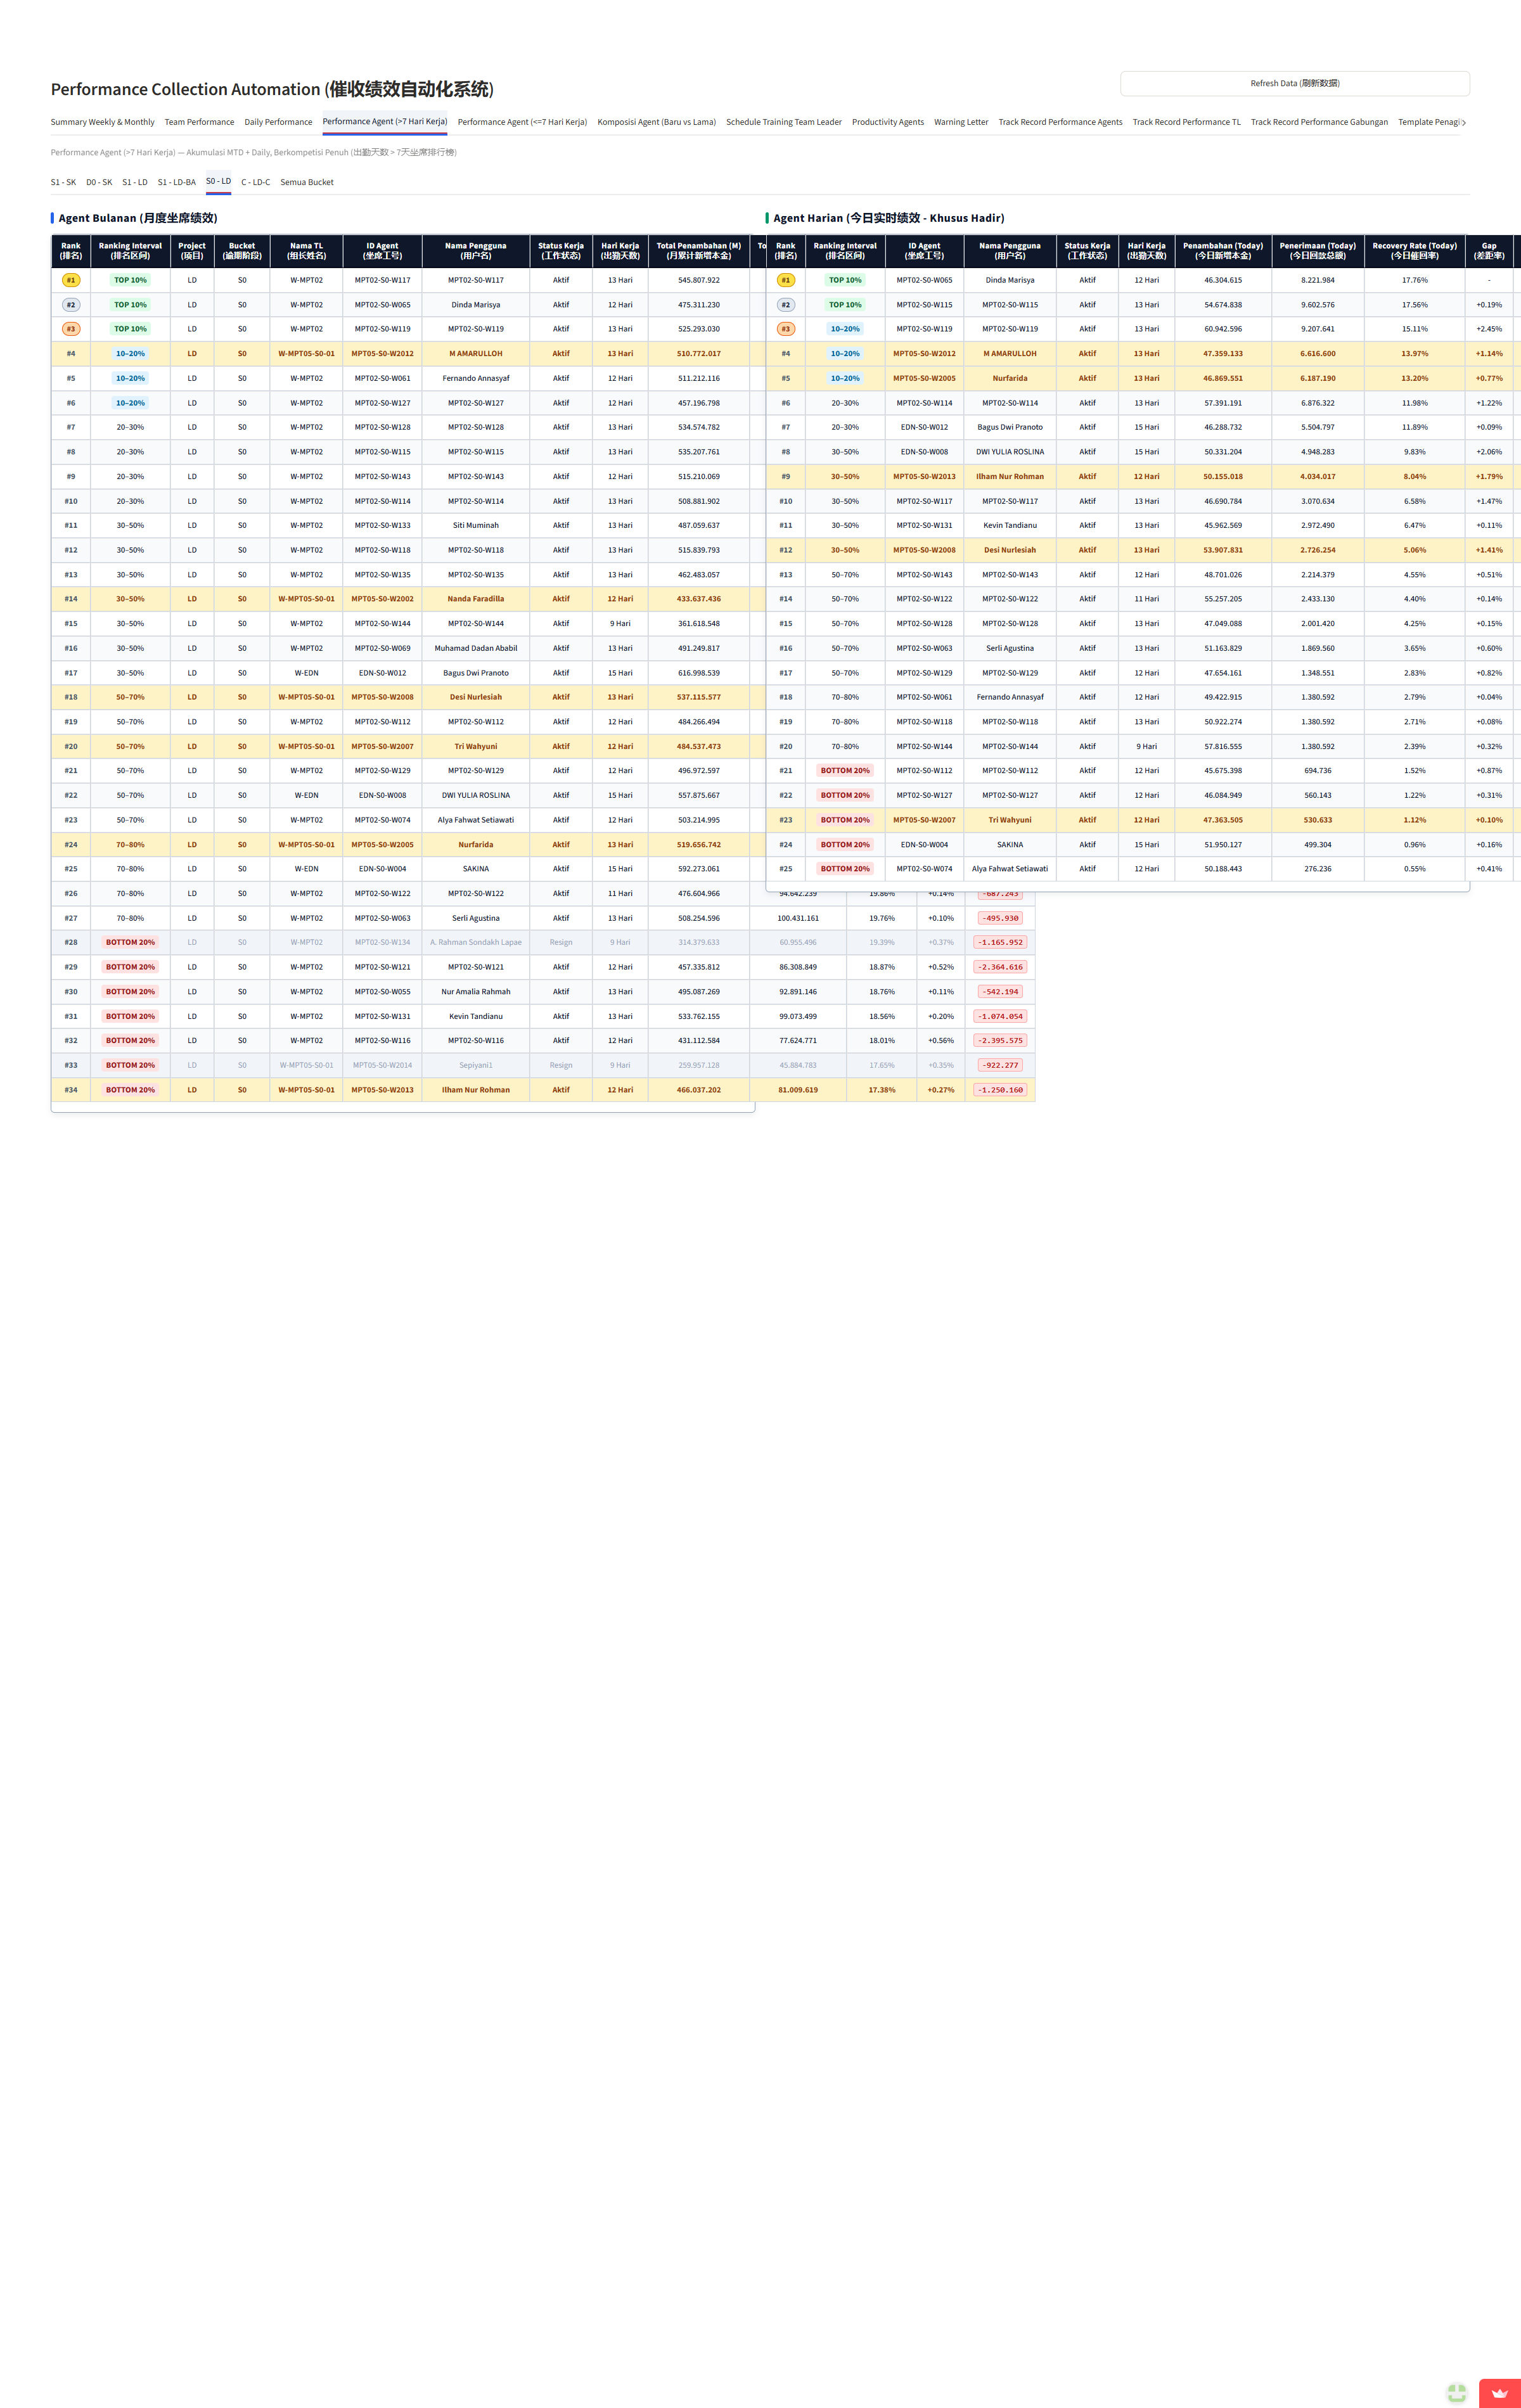 Performance Collection Automation (催收绩效自动化系统)
Refresh Data (刷新数据)
Summary Weekly & Monthly Team Performance Daily Performance Performance Agent (>7 Hari Kerja) Performance Agent (<=7 Hari Kerja) Komposisi Agent (Baru vs Lama) Schedule Training Team Leader Productivity Agents Warning Letter Track Record Performance Agents Track Record Performance TL Track Record Performance Gabungan Template Penagi
Performance Agent (>7 Hari Kerja) — Akumulasi MTD + Daily, Berkompetisi Penuh (出勤天数 > 7天坐席排行榜)
S1 - SK D0 - SK S1 - LD S1 - LD-BA S0 - LD C - LD-C Semua Bucket
Agent Bulanan (月度坐席绩效)
Rank Ranking Interval Project Bucket Nama TL ID Agent Nama Pengguna Status Kerja Hari Kerja Total Penambahan (M) To
(排名) (排名区间) (项目) (逾期阶段) (组长姓名) (坐席工号) (用户名) (工作状态) (出勤天数) (月累计新增本金)
#1 TOP 10% LD S0 W-MPT02 MPT02-S0-W117 MPT02-S0-W117 Aktif 13 Hari 545.807.922
#2 TOP 10% LD S0 W-MPT02 MPT02-S0-W065 Dinda Marisya Aktif 12 Hari 475.311.230
#3 TOP 10% LD S0 W-MPT02 MPT02-S0-W119 MPT02-S0-W119 Aktif 13 Hari 525.293.030
#4 10–20% LD S0 W-MPT05-S0-01 MPT05-S0-W2012 M AMARULLOH Aktif 13 Hari 510.772.017
#5 10–20% LD S0 W-MPT02 MPT02-S0-W061 Fernando Annasyaf Aktif 12 Hari 511.212.116
#6 10–20% LD S0 W-MPT02 MPT02-S0-W127 MPT02-S0-W127 Aktif 12 Hari 457.196.798
#7 20–30% LD S0 W-MPT02 MPT02-S0-W128 MPT02-S0-W128 Aktif 13 Hari 534.574.782
#8 20–30% LD S0 W-MPT02 MPT02-S0-W115 MPT02-S0-W115 Aktif 13 Hari 535.207.761
#9 20–30% LD S0 W-MPT02 MPT02-S0-W143 MPT02-S0-W143 Aktif 12 Hari 515.210.069
#10 20–30% LD S0 W-MPT02 MPT02-S0-W114 MPT02-S0-W114 Aktif 13 Hari 508.881.902
#11 30–50% LD S0 W-MPT02 MPT02-S0-W133 Siti Muminah Aktif 13 Hari 487.059.637
#12 30–50% LD S0 W-MPT02 MPT02-S0-W118 MPT02-S0-W118 Aktif 13 Hari 515.839.793
#13 30–50% LD S0 W-MPT02 MPT02-S0-W135 MPT02-S0-W135 Aktif 13 Hari 462.483.057
#14 30–50% LD S0 W-MPT05-S0-01 MPT05-S0-W2002 Nanda Faradilla Aktif 12 Hari 433.637.436
#15 30–50% LD S0 W-MPT02 MPT02-S0-W144 MPT02-S0-W144 Aktif 9 Hari 361.618.548
#16 30–50% LD S0 W-MPT02 MPT02-S0-W069 Muhamad Dadan Ababil Aktif 13 Hari 491.249.817
#17 30–50% LD S0 W-EDN EDN-S0-W012 Bagus Dwi Pranoto Aktif 15 Hari 616.998.539
#18 50–70% LD S0 W-MPT05-S0-01 MPT05-S0-W2008 Desi Nurlesiah Aktif 13 Hari 537.115.577
#19 50–70% LD S0 W-MPT02 MPT02-S0-W112 MPT02-S0-W112 Aktif 12 Hari 484.266.494
#20 50–70% LD S0 W-MPT05-S0-01 MPT05-S0-W2007 Tri Wahyuni Aktif 12 Hari 484.537.473
#21 50–70% LD S0 W-MPT02 MPT02-S0-W129 MPT02-S0-W129 Aktif 12 Hari 496.972.597
#22 50–70% LD S0 W-EDN EDN-S0-W008 DWI YULIA ROSLINA Aktif 15 Hari 557.875.667
#23 50–70% LD S0 W-MPT02 MPT02-S0-W074 Alya Fahwat Setiawati Aktif 12 Hari 503.214.995
#24 70–80% LD S0 W-MPT05-S0-01 MPT05-S0-W2005 Nurfarida Aktif 13 Hari 519.656.742
#25 70–80% LD S0 W-EDN EDN-S0-W004 SAKINA Aktif 15 Hari 592.273.061
#26 70–80% LD S0 W-MPT02 MPT02-S0-W122 MPT02-S0-W122 Aktif 11 Hari 476.604.966 94.642.239 19.86% +0.14% -687.243
#27 70–80% LD S0 W-MPT02 MPT02-S0-W063 Serli Agustina Aktif 13 Hari 508.254.596 100.431.161 19.76% +0.10% -495.930
#28 BOTTOM 20% LD S0 W-MPT02 MPT02-S0-W134 A. Rahman Sondakh Lapae Resign 9 Hari 314.379.633 60.955.496 19.39% +0.37% -1.165.952
#29 BOTTOM 20% LD S0 W-MPT02 MPT02-S0-W121 MPT02-S0-W121 Aktif 12 Hari 457.335.812 86.308.849 18.87% +0.52% -2.364.616
#30 BOTTOM 20% LD S0 W-MPT02 MPT02-S0-W055 Nur Amalia Rahmah Aktif 13 Hari 495.087.269 92.891.146 18.76% +0.11% -542.194
#31 BOTTOM 20% LD S0 W-MPT02 MPT02-S0-W131 Kevin Tandianu Aktif 13 Hari 533.762.155 99.073.499 18.56% +0.20% -1.074.054
#32 BOTTOM 20% LD S0 W-MPT02 MPT02-S0-W116 MPT02-S0-W116 Aktif 12 Hari 431.112.584 77.624.771 18.01% +0.56% -2.395.575
#33 BOTTOM 20% LD S0 W-MPT05-S0-01 MPT05-S0-W2014 Sepiyani1 Resign 9 Hari 259.957.128 45.884.783 17.65% +0.35% -922.277
#34 BOTTOM 20% LD S0 W-MPT05-S0-01 MPT05-S0-W2013 Ilham Nur Rohman Aktif 12 Hari 466.037.202 81.009.619 17.38% +0.27% -1.250.160
Agent Harian (今日实时绩效 - Khusus Hadir)
Rank Ranking Interval ID Agent Nama Pengguna Status Kerja Hari Kerja Penambahan (Today) Penerimaan (Today) Recovery Rate (Today) Gap
(排名) (排名区间) (坐席工号) (用户名) (工作状态) (出勤天数) (今日新增本金) (今日回款总额) (今日催回率) (差距率)
#1 TOP 10% MPT02-S0-W065 Dinda Marisya Aktif 12 Hari 46.304.615 8.221.984 17.76% -
#2 TOP 10% MPT02-S0-W115 MPT02-S0-W115 Aktif 13 Hari 54.674.838 9.602.576 17.56% +0.19%
#3 10–20% MPT02-S0-W119 MPT02-S0-W119 Aktif 13 Hari 60.942.596 9.207.641 15.11% +2.45%
#4 10–20% MPT05-S0-W2012 M AMARULLOH Aktif 13 Hari 47.359.133 6.616.600 13.97% +1.14%
#5 10–20% MPT05-S0-W2005 Nurfarida Aktif 13 Hari 46.869.551 6.187.190 13.20% +0.77%
#6 20–30% MPT02-S0-W114 MPT02-S0-W114 Aktif 13 Hari 57.391.191 6.876.322 11.98% +1.22%
#7 20–30% EDN-S0-W012 Bagus Dwi Pranoto Aktif 15 Hari 46.288.732 5.504.797 11.89% +0.09%
#8 30–50% EDN-S0-W008 DWI YULIA ROSLINA Aktif 15 Hari 50.331.204 4.948.283 9.83% +2.06%
#9 30–50% MPT05-S0-W2013 Ilham Nur Rohman Aktif 12 Hari 50.155.018 4.034.017 8.04% +1.79%
#10 30–50% MPT02-S0-W117 MPT02-S0-W117 Aktif 13 Hari 46.690.784 3.070.634 6.58% +1.47%
#11 30–50% MPT02-S0-W131 Kevin Tandianu Aktif 13 Hari 45.962.569 2.972.490 6.47% +0.11%
#12 30–50% MPT05-S0-W2008 Desi Nurlesiah Aktif 13 Hari 53.907.831 2.726.254 5.06% +1.41%
#13 50–70% MPT02-S0-W143 MPT02-S0-W143 Aktif 12 Hari 48.701.026 2.214.379 4.55% +0.51%
#14 50–70% MPT02-S0-W122 MPT02-S0-W122 Aktif 11 Hari 55.257.205 2.433.130 4.40% +0.14%
#15 50–70% MPT02-S0-W128 MPT02-S0-W128 Aktif 13 Hari 47.049.088 2.001.420 4.25% +0.15%
#16 50–70% MPT02-S0-W063 Serli Agustina Aktif 13 Hari 51.163.829 1.869.560 3.65% +0.60%
#17 50–70% MPT02-S0-W129 MPT02-S0-W129 Aktif 12 Hari 47.654.161 1.348.551 2.83% +0.82%
#18 70–80% MPT02-S0-W061 Fernando Annasyaf Aktif 12 Hari 49.422.915 1.380.592 2.79% +0.04%
#19 70–80% MPT02-S0-W118 MPT02-S0-W118 Aktif 13 Hari 50.922.274 1.380.592 2.71% +0.08%
#20 70–80% MPT02-S0-W144 MPT02-S0-W144 Aktif 9 Hari 57.816.555 1.380.592 2.39% +0.32%
#21 BOTTOM 20% MPT02-S0-W112 MPT02-S0-W112 Aktif 12 Hari 45.675.398 694.736 1.52% +0.87%
#22 BOTTOM 20% MPT02-S0-W127 MPT02-S0-W127 Aktif 12 Hari 46.084.949 560.143 1.22% +0.31%
#23 BOTTOM 20% MPT05-S0-W2007 Tri Wahyuni Aktif 12 Hari 47.363.505 530.633 1.12% +0.10%
#24 BOTTOM 20% EDN-S0-W004 SAKINA Aktif 15 Hari 51.950.127 499.304 0.96% +0.16%
#25 BOTTOM 20% MPT02-S0-W074 Alya Fahwat Setiawati Aktif 12 Hari 50.188.443 276.236 0.55% +0.41%